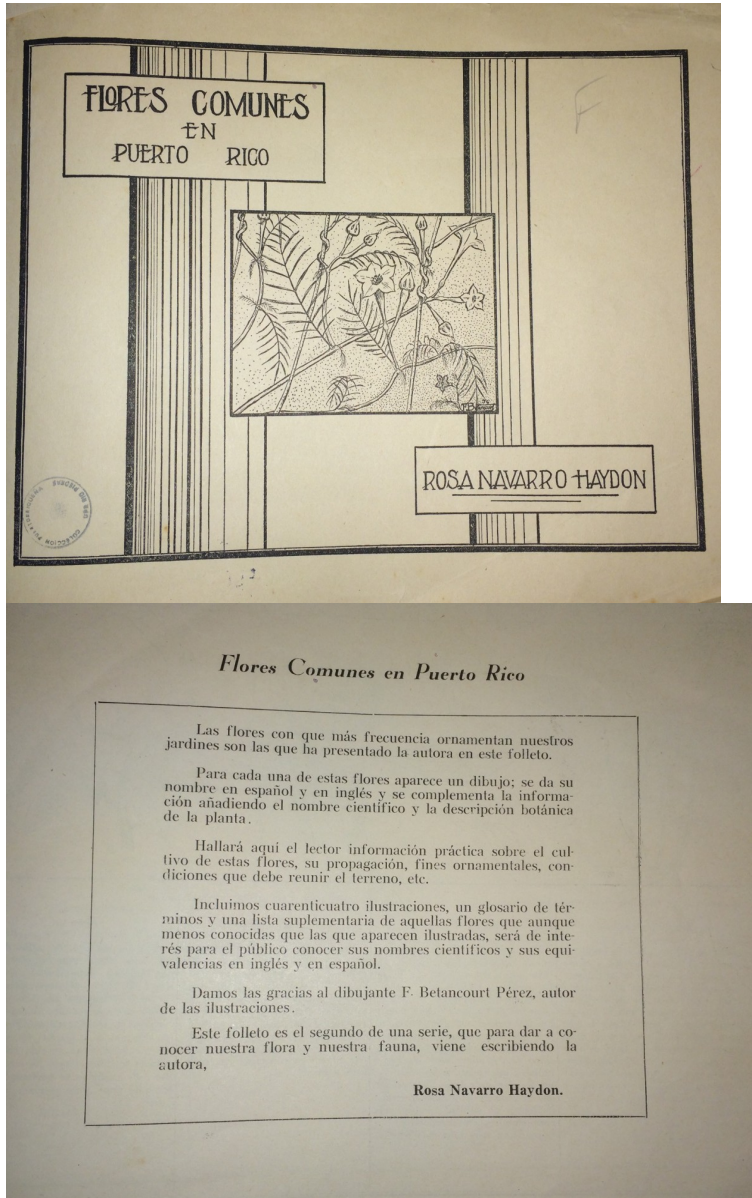 FLORES COMUNES
EN
PUERTO RICO
F
ROSA NAVARRO HAYDON
COLECCION
Flores Comunes en Puerto Rico
Las flores con que más frecuencia ornamentan nuestros
jardines son las que ha presentado la autora en este folleto.
Para cada una de estas flores aparece un dibujo; se da su
nombre en español y en inglés y se complementa la informa-
ción añadiendo el nombre científico y la descripción botánica
de la planta.
Hallará aquí el lector información práctica sobre el cul-
tivo de estas flores, su propagación, fines ornamentales, con-
diciones que debe reunir el terreno, etc.
Incluímos cuarenticuatro ilustraciones, un glosario de tér-
minos y una lista suplementaria de aquellas flores que aunque
menos conocidas que las que aparecen ilustradas, será de inte-
rés para el público conocer sus nombres científicos y sus equi-
valencias en inglés y en español.
Damos las gracias al dibujante F. Betancourt Pérez, autor
de las ilustraciones.
Este folleto es el segundo de una serie, que para dar a co-
nocer nuestra flora y nuestra fauna, viene escribiendo la
autora,
Rosa Navarro Haydon.